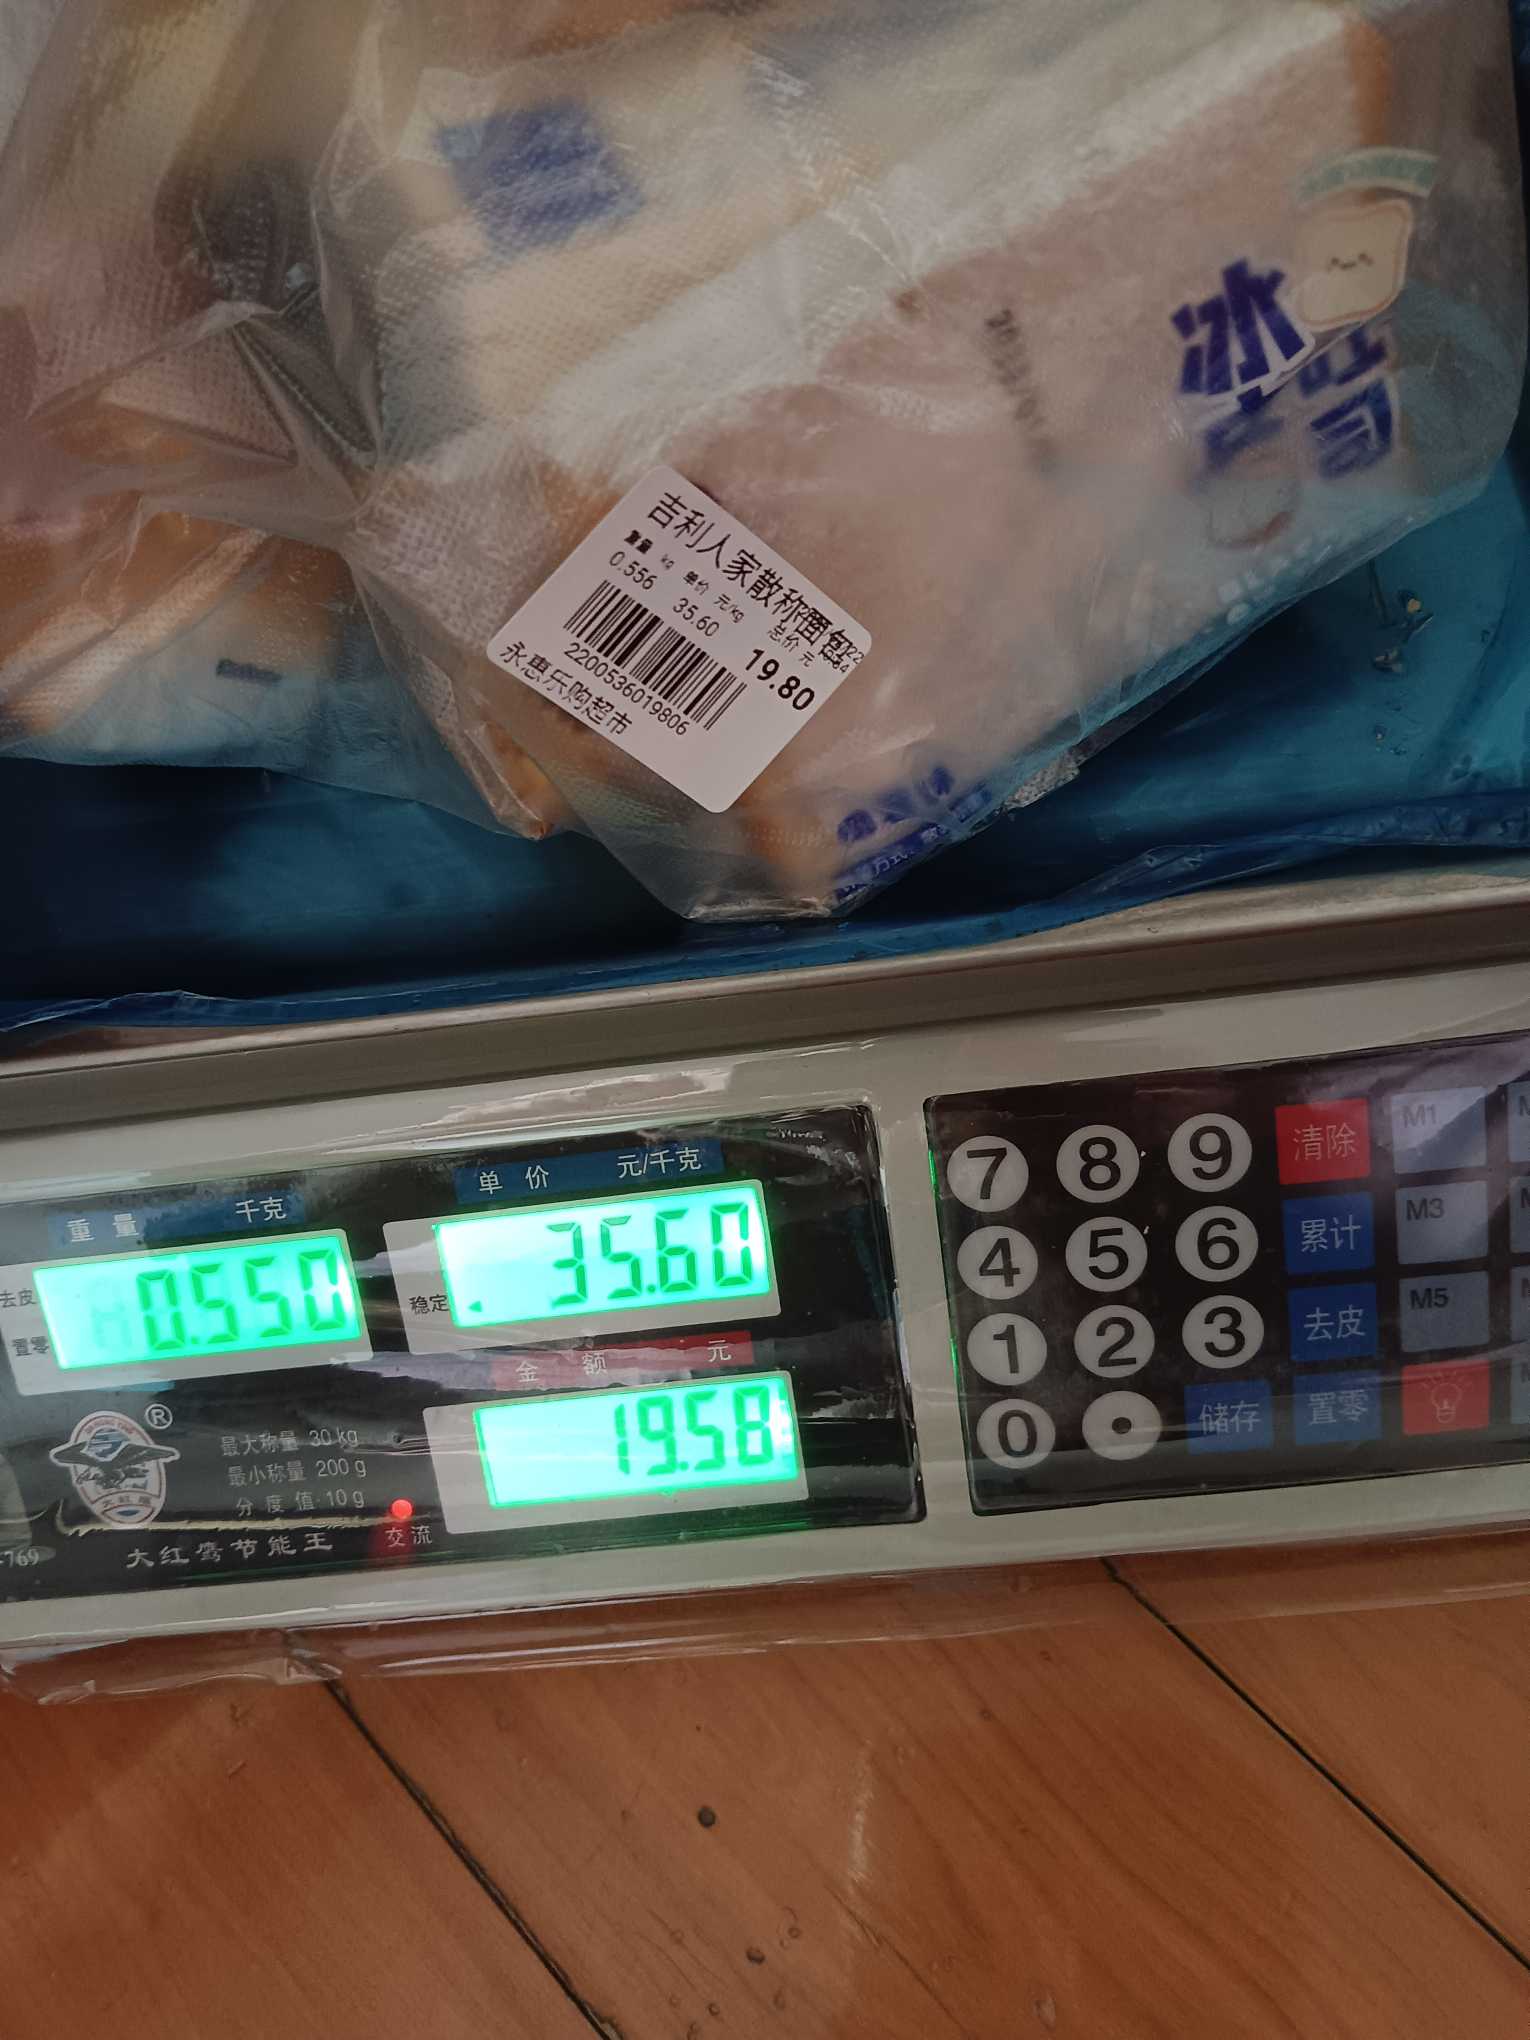 冰
吐
司
吉利人家散称面包
重量 kg 单价 元/kg 总价 元
0.556 35.60 19.80
2200536019806
永惠乐购超市
重量 千克
单价 元/千克
去皮
置零
0.550
稳定
35.60
金额 元
19.58
®
最大称量 30kg
最小称量 200g
分度值 10g
大红鹰节能王
交流
7 8 9 清除 M1
4 5 6 累计 M3
1 2 3 去皮 M5
0 . 储存 置零